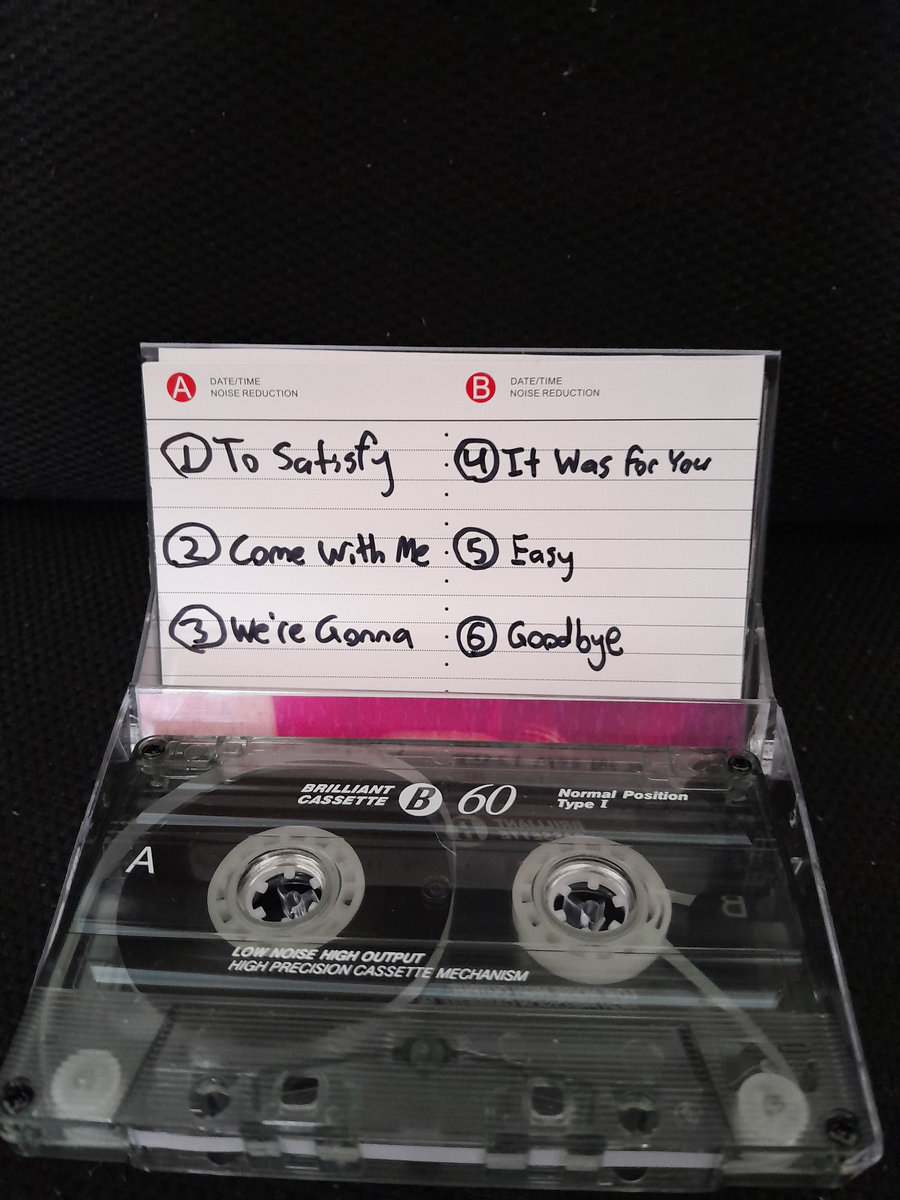 A DATE/TIME
NOISE REDUCTION
B DATE/TIME
NOISE REDUCTION
1 To Satisfy
2 Come With Me
3 We're Gonna
4 It Was For You
5 Easy
6 Goodbye
BRILLIANT
CASSETTE B 60
Normal Position
Type I
A
B
LOW NOISE HIGH OUTPUT
HIGH PRECISION CASSETTE MECHANISM